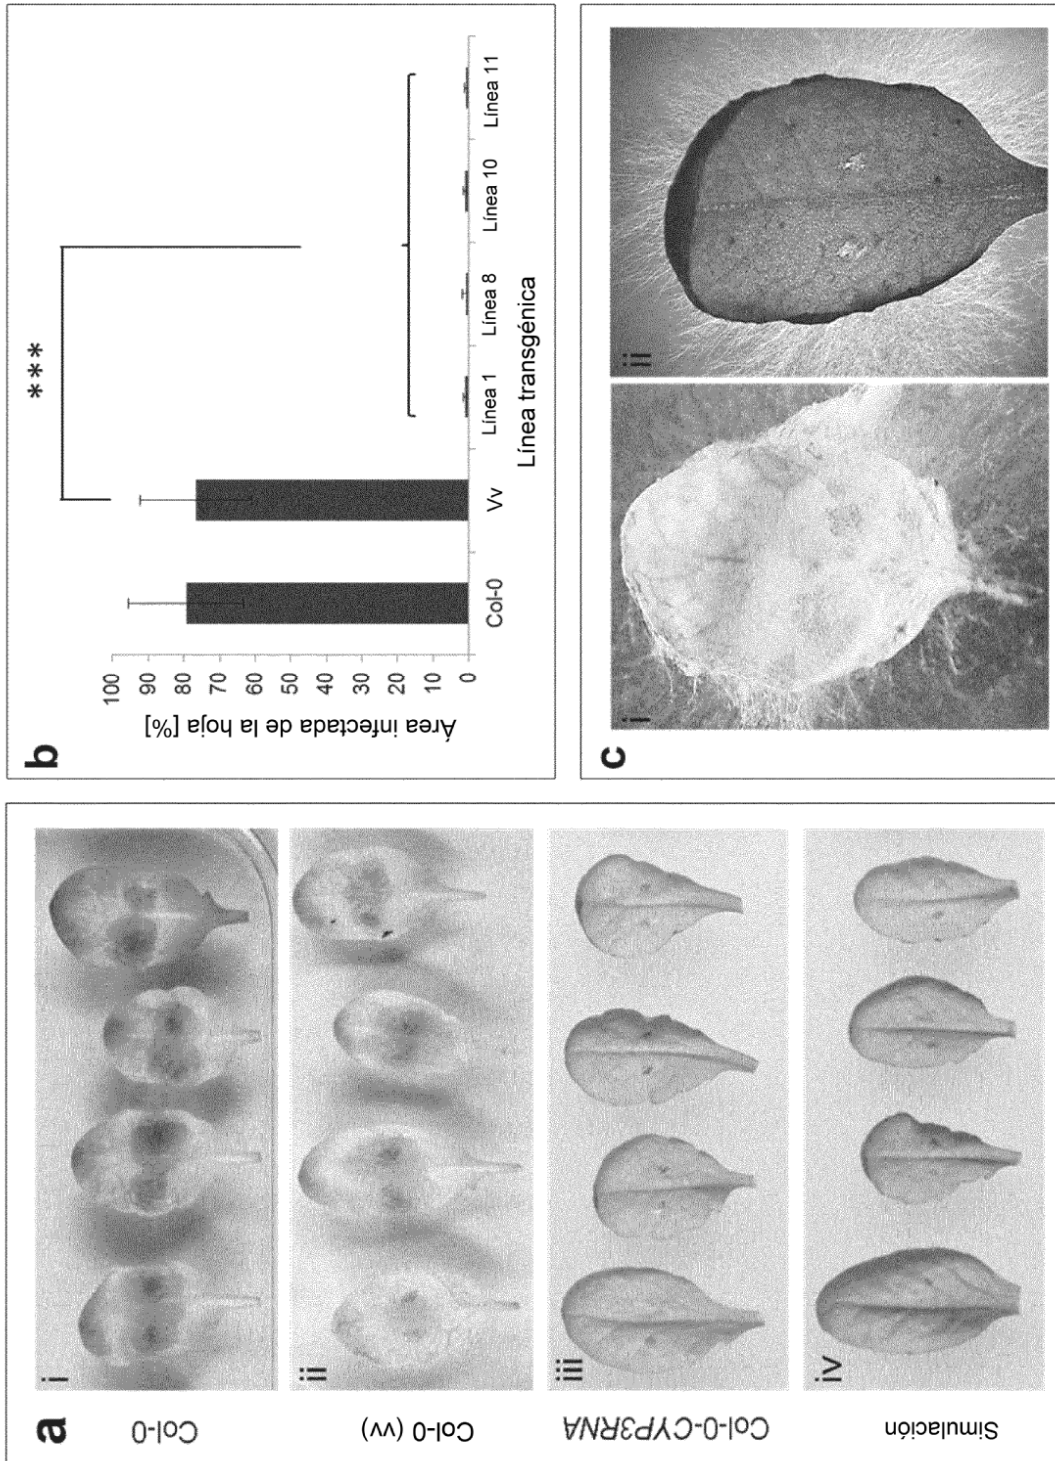 a
i
Col-0
ii
Col-0 (vv)
iii
Col-0-CYP3RNA
iv
Simulación
b
Área infectada de la hoja [%]
100
90
80
70
60
50
40
30
20
10
0
***
Col-0
Vv
Línea 1
Línea 8
Línea 10
Línea 11
Línea transgénica
c
i
ii